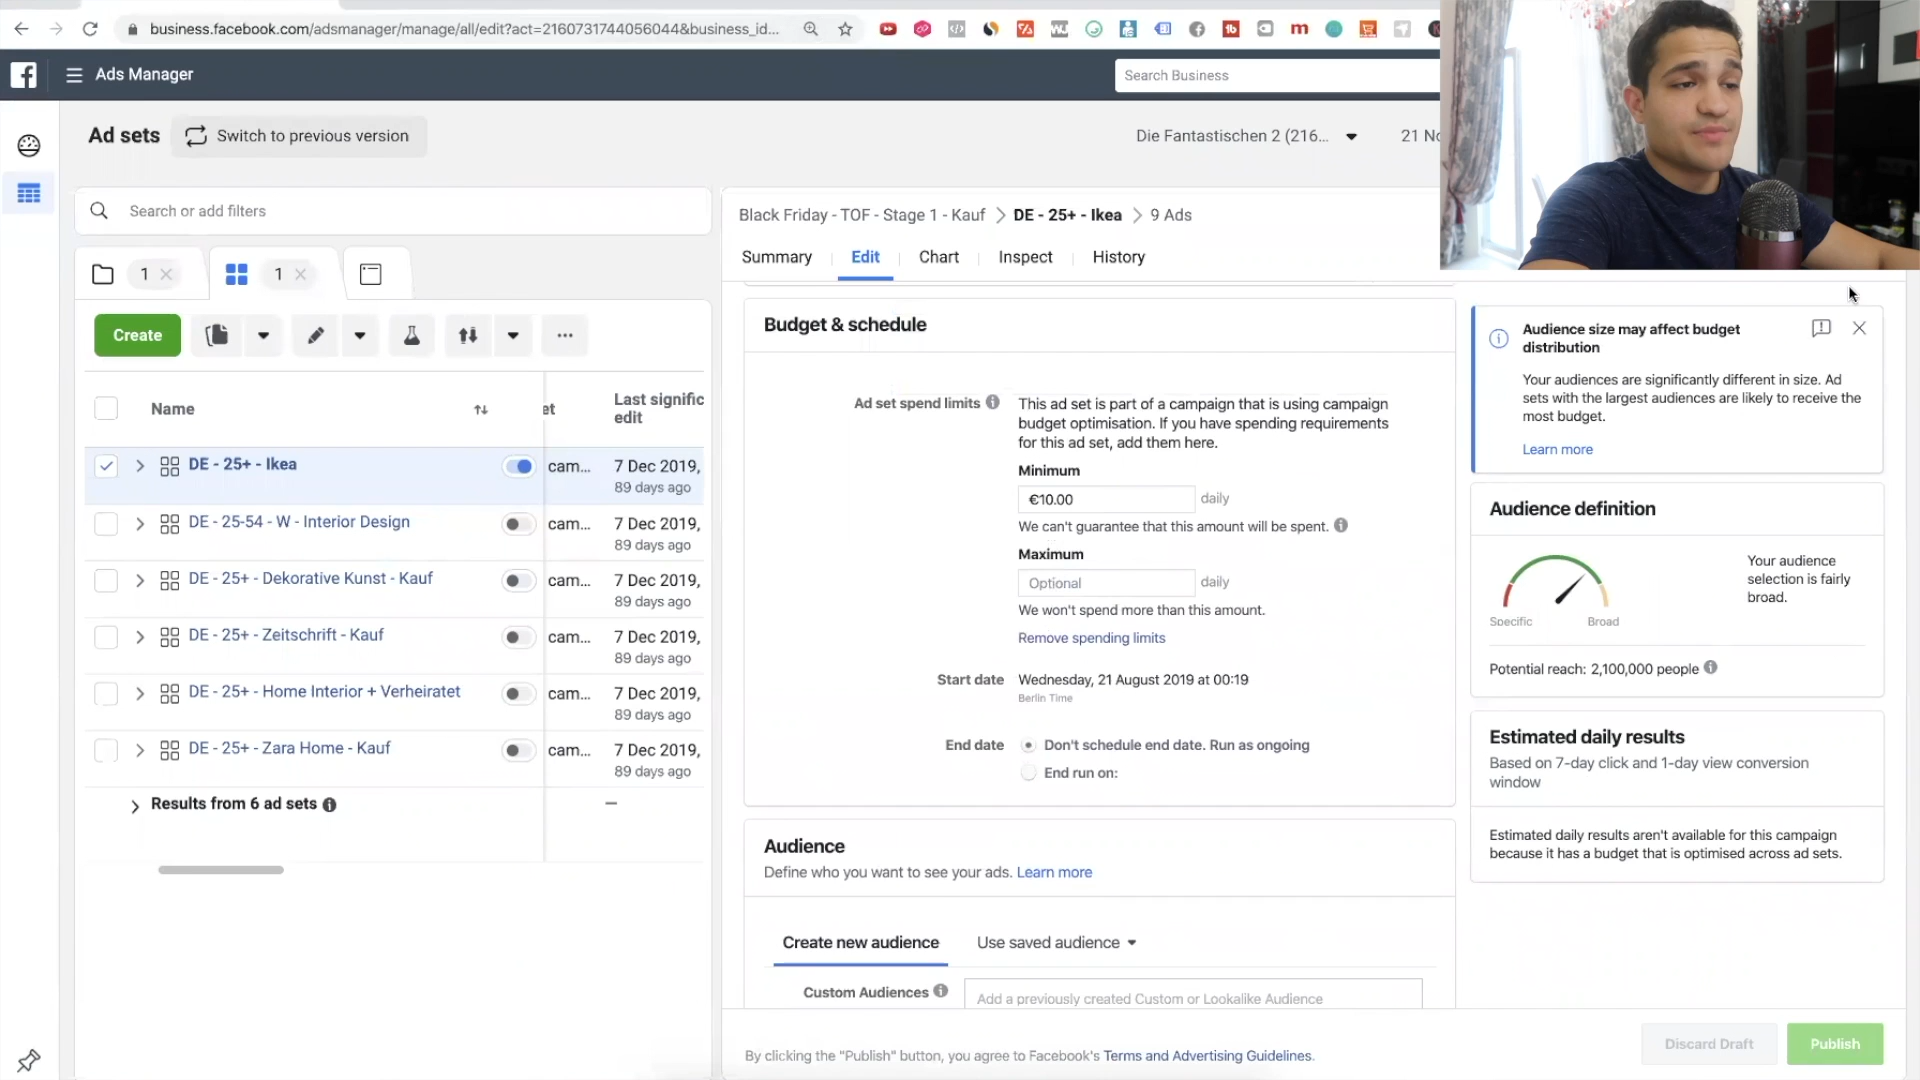 business.facebook.com/adsmanager/manage/all/edit?act=2160731744056044&business_id...
Ads Manager
Search Business
Ad sets
Switch to previous version
Die Fantastischen 2 (216...
21 No
Search or add filters
1
1
Create
Name
et
Last signific
edit
DE - 25+ - Ikea
cam...
7 Dec 2019,
89 days ago
DE - 25-54 - W - Interior Design
cam...
7 Dec 2019,
89 days ago
DE - 25+ - Dekorative Kunst - Kauf
cam...
7 Dec 2019,
89 days ago
DE - 25+ - Zeitschrift - Kauf
cam...
7 Dec 2019,
89 days ago
DE - 25+ - Home Interior + Verheiratet
cam...
7 Dec 2019,
89 days ago
DE - 25+ - Zara Home - Kauf
cam...
7 Dec 2019,
89 days ago
Results from 6 ad sets
—
Black Friday - TOF - Stage 1 - Kauf > DE - 25+ - Ikea > 9 Ads
Summary
Edit
Chart
Inspect
History
Budget & schedule
Ad set spend limits
This ad set is part of a campaign that is using campaign
budget optimisation. If you have spending requirements
for this ad set, add them here.
Minimum
€10.00
daily
We can't guarantee that this amount will be spent.
Maximum
Optional
daily
We won't spend more than this amount.
Remove spending limits
Start date
Wednesday, 21 August 2019 at 00:19
Berlin Time
End date
Don't schedule end date. Run as ongoing
End run on:
Audience
Define who you want to see your ads. Learn more
Create new audience
Use saved audience
Custom Audiences
Add a previously created Custom or Lookalike Audience
By clicking the "Publish" button, you agree to Facebook's Terms and Advertising Guidelines.
Discard Draft
Publish
Audience size may affect budget
distribution
Your audiences are significantly different in size. Ad
sets with the largest audiences are likely to receive the
most budget.
Learn more
Audience definition
Your audience
selection is fairly
broad.
Specific
Broad
Potential reach: 2,100,000 people
Estimated daily results
Based on 7-day click and 1-day view conversion
window
Estimated daily results aren't available for this campaign
because it has a budget that is optimised across ad sets.